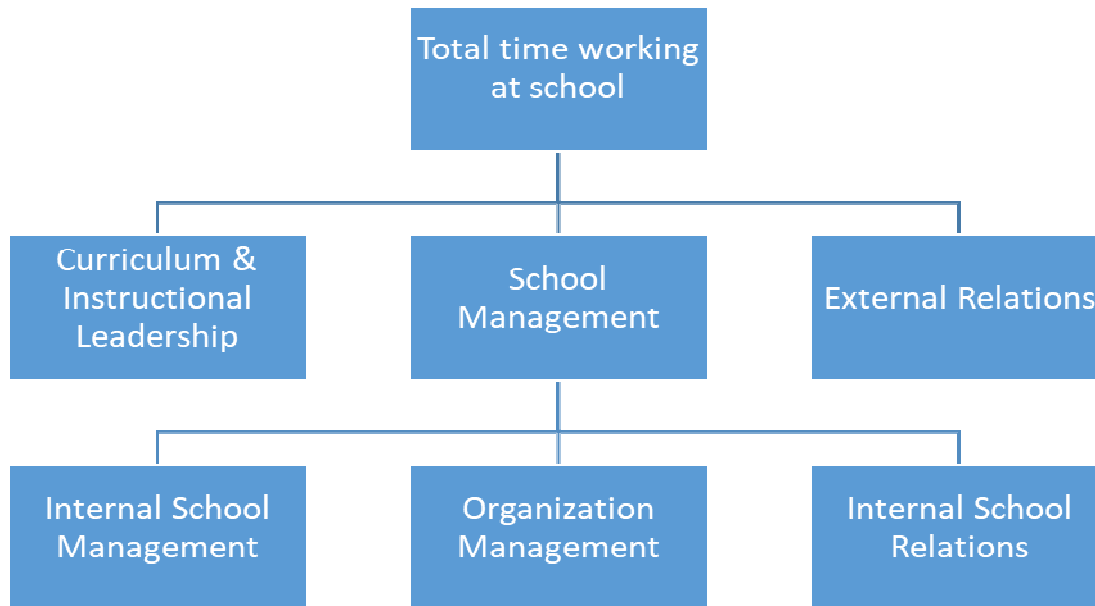 Total time working
at school
Curriculum &
Instructional
Leadership
School
Management
External Relations
Internal School
Management
Organization
Management
Internal School
Relations